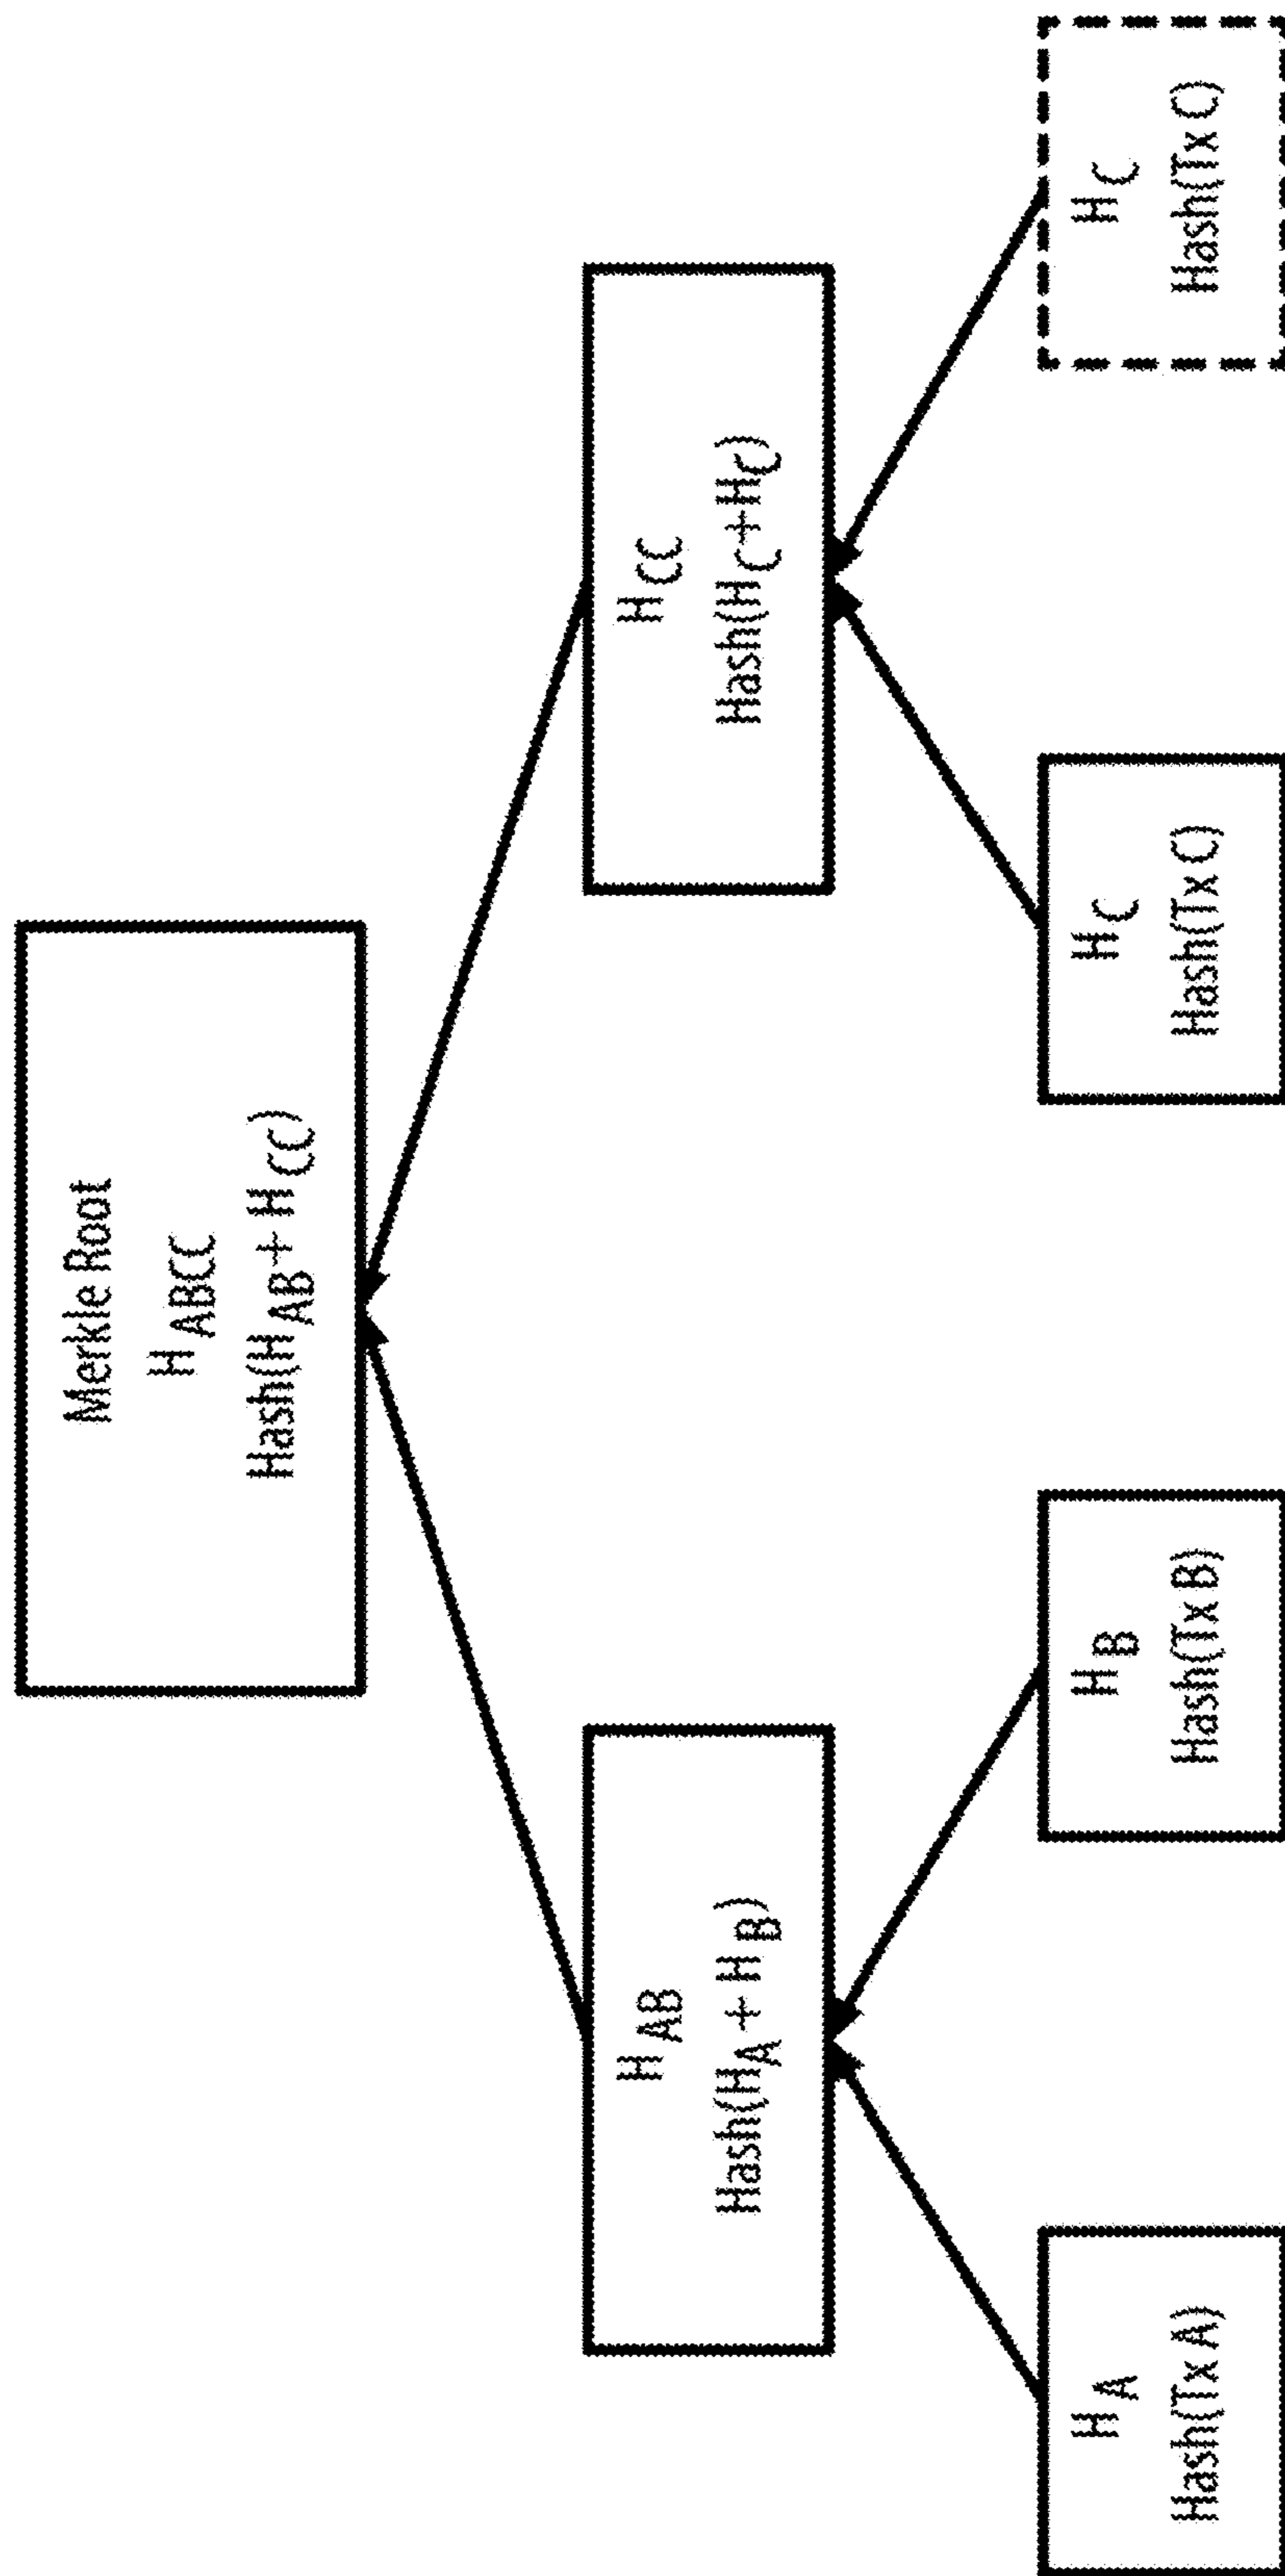 Merkle Root
H ABCC
Hash(H AB + H CC)
H AB
Hash(H A + H B)
H CC
Hash(H C + H C)
H A
Hash(Tx A)
H B
Hash(Tx B)
H C
Hash(Tx C)
H C
Hash(Tx C)